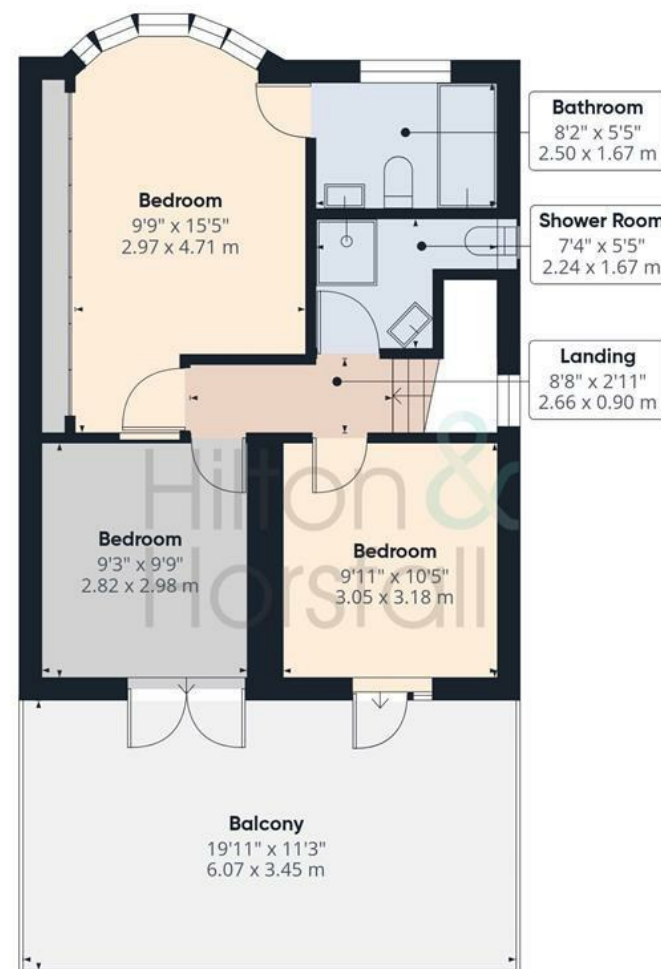 Bathroom
8'2" x 5'5"
2.50 x 1.67 m
Shower Room
7'4" x 5'5"
2.24 x 1.67 m
Bedroom
9'9" x 15'5"
2.97 x 4.71 m
Landing
8'8" x 2'11"
2.66 x 0.90 m
Hilton &
Horstall
Bedroom
9'3" x 9'9"
2.82 x 2.98 m
Bedroom
9'11" x 10'5"
3.05 x 3.18 m
Balcony
19'11" x 11'3"
6.07 x 3.45 m